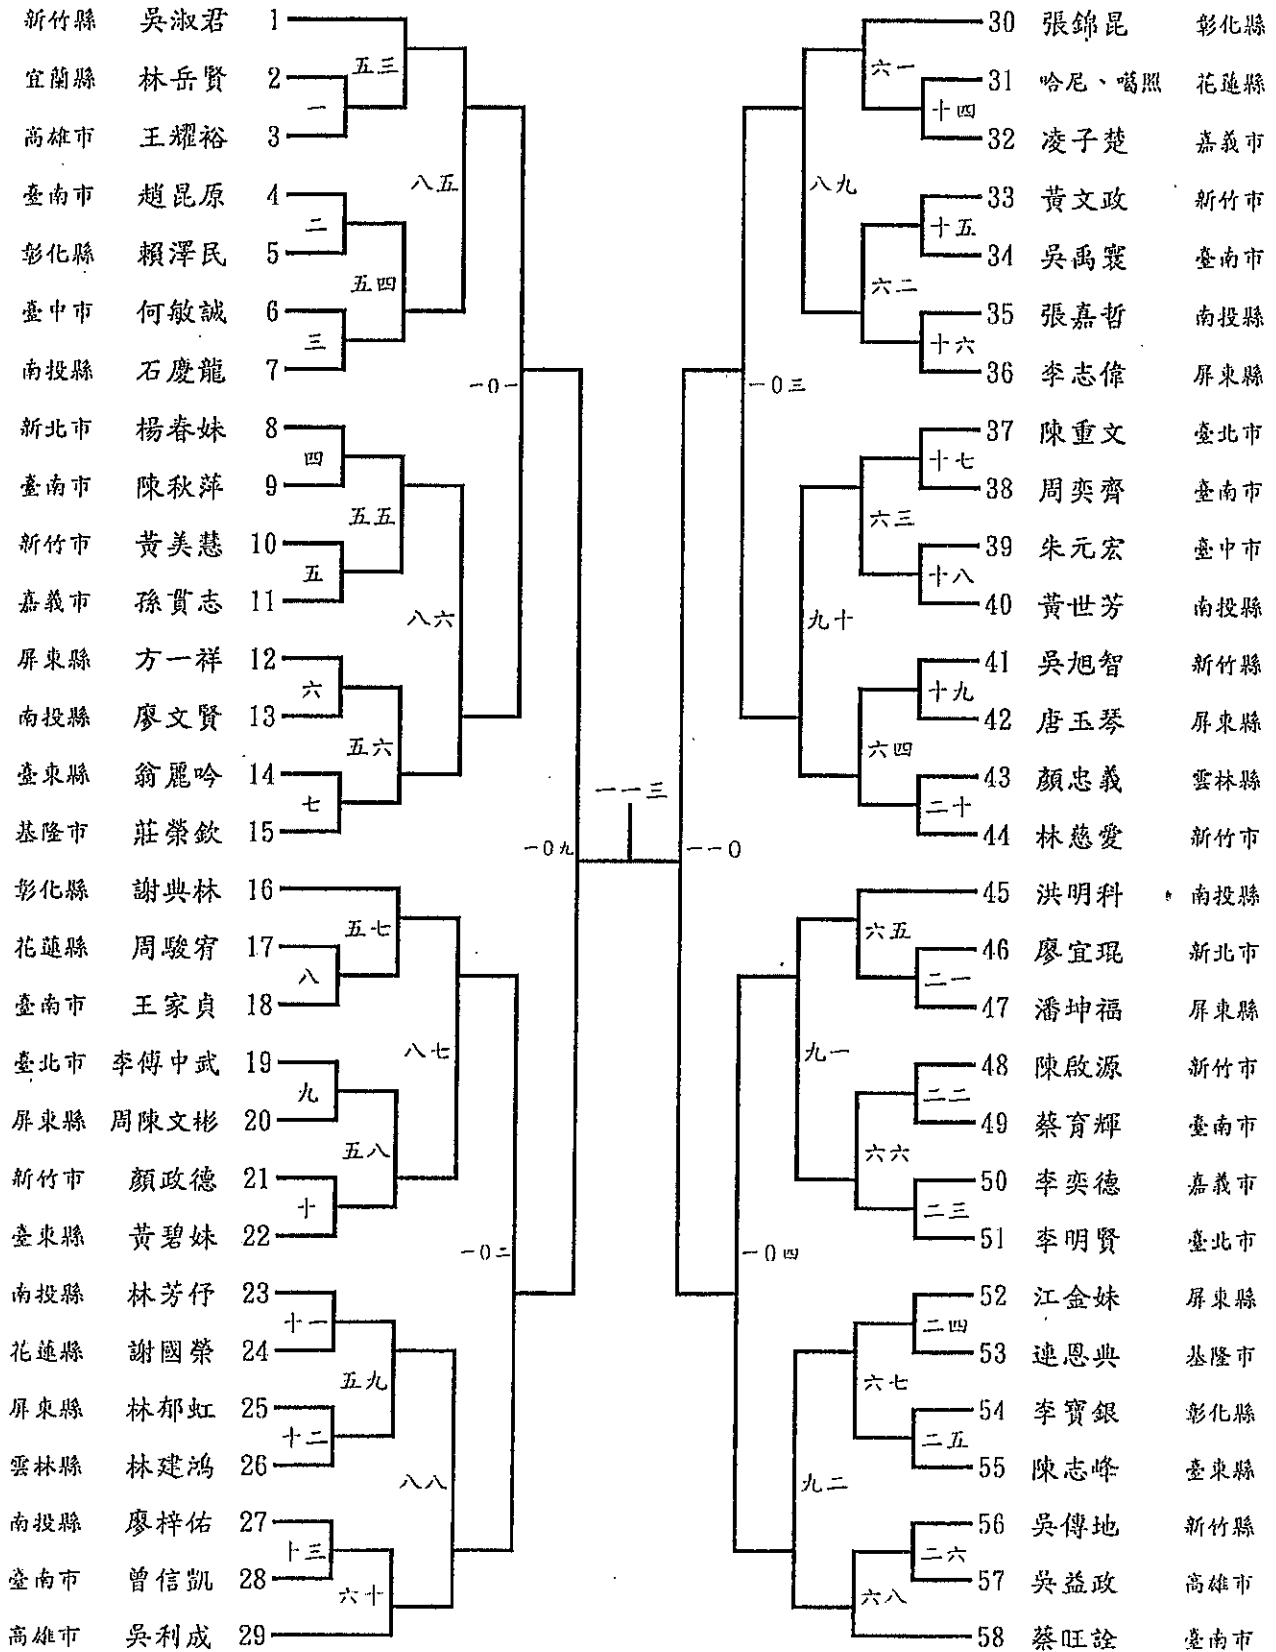 新竹縣 吳淑君 1
五三
宜蘭縣 林岳賢 2
一
高雄市 王耀裕 3
八五
臺南市 趙昆原 4
二
彰化縣 賴澤民 5
五四
臺中市 何敏誠 6
三
南投縣 石慶龍 7
一0一
新北市 楊春妹 8
四
臺南市 陳秋萍 9
五五
新竹市 黃美慧 10
五
嘉義市 孫貫志 11
八六
屏東縣 方一祥 12
六
南投縣 廖文賢 13
五六
臺東縣 翁麗吟 14
七
基隆市 莊榮欽 15
一0九
彰化縣 謝典林 16
五七
花蓮縣 周駿宥 17
八
臺南市 王家貞 18
八七
臺北市 李傅中武 19
九
屏東縣 周陳文彬 20
五八
新竹市 顏政德 21
十
臺東縣 黃碧妹 22
一0二
南投縣 林芳伃 23
十一
花蓮縣 謝國榮 24
五九
屏東縣 林郁虹 25
十二
雲林縣 林建鴻 26
八八
南投縣 廖梓佑 27
十三
臺南市 曾信凱 28
六十
高雄市 吳利成 29
一一三
30 張錦昆 彰化縣
六一
31 哈尼、噶照 花蓮縣
十四
32 凌子楚 嘉義市
八九
33 黃文政 新竹市
十五
34 吳禹寰 臺南市
六二
35 張嘉哲 南投縣
十六
36 李志偉 屏東縣
一0三
37 陳重文 臺北市
十七
38 周奕齊 臺南市
六三
39 朱元宏 臺中市
十八
40 黃世芳 南投縣
九十
41 吳旭智 新竹縣
十九
42 唐玉琴 屏東縣
六四
43 顏忠義 雲林縣
二十
44 林慈愛 新竹市
一一0
45 洪明科 南投縣
六五
46 廖宜琨 新北市
二一
47 潘坤福 屏東縣
九一
48 陳啟源 新竹市
二二
49 蔡育輝 臺南市
六六
50 李奕德 嘉義市
二三
51 李明賢 臺北市
一0四
52 江金妹 屏東縣
二四
53 連恩典 基隆市
六七
54 李寶銀 彰化縣
二五
55 陳志峰 臺東縣
九二
56 吳傳地 新竹縣
二六
57 吳益政 高雄市
六八
58 蔡旺詮 臺南市